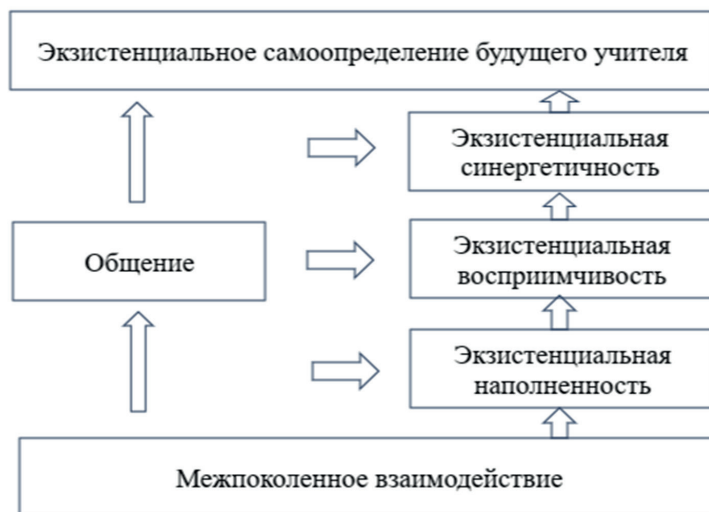 Экзистенциальное самоопределение будущего учителя
Экзистенциальная
синергетичность
Общение
Экзистенциальная
восприимчивость
Экзистенциальная
наполненность
Межпоколенное взаимодействие